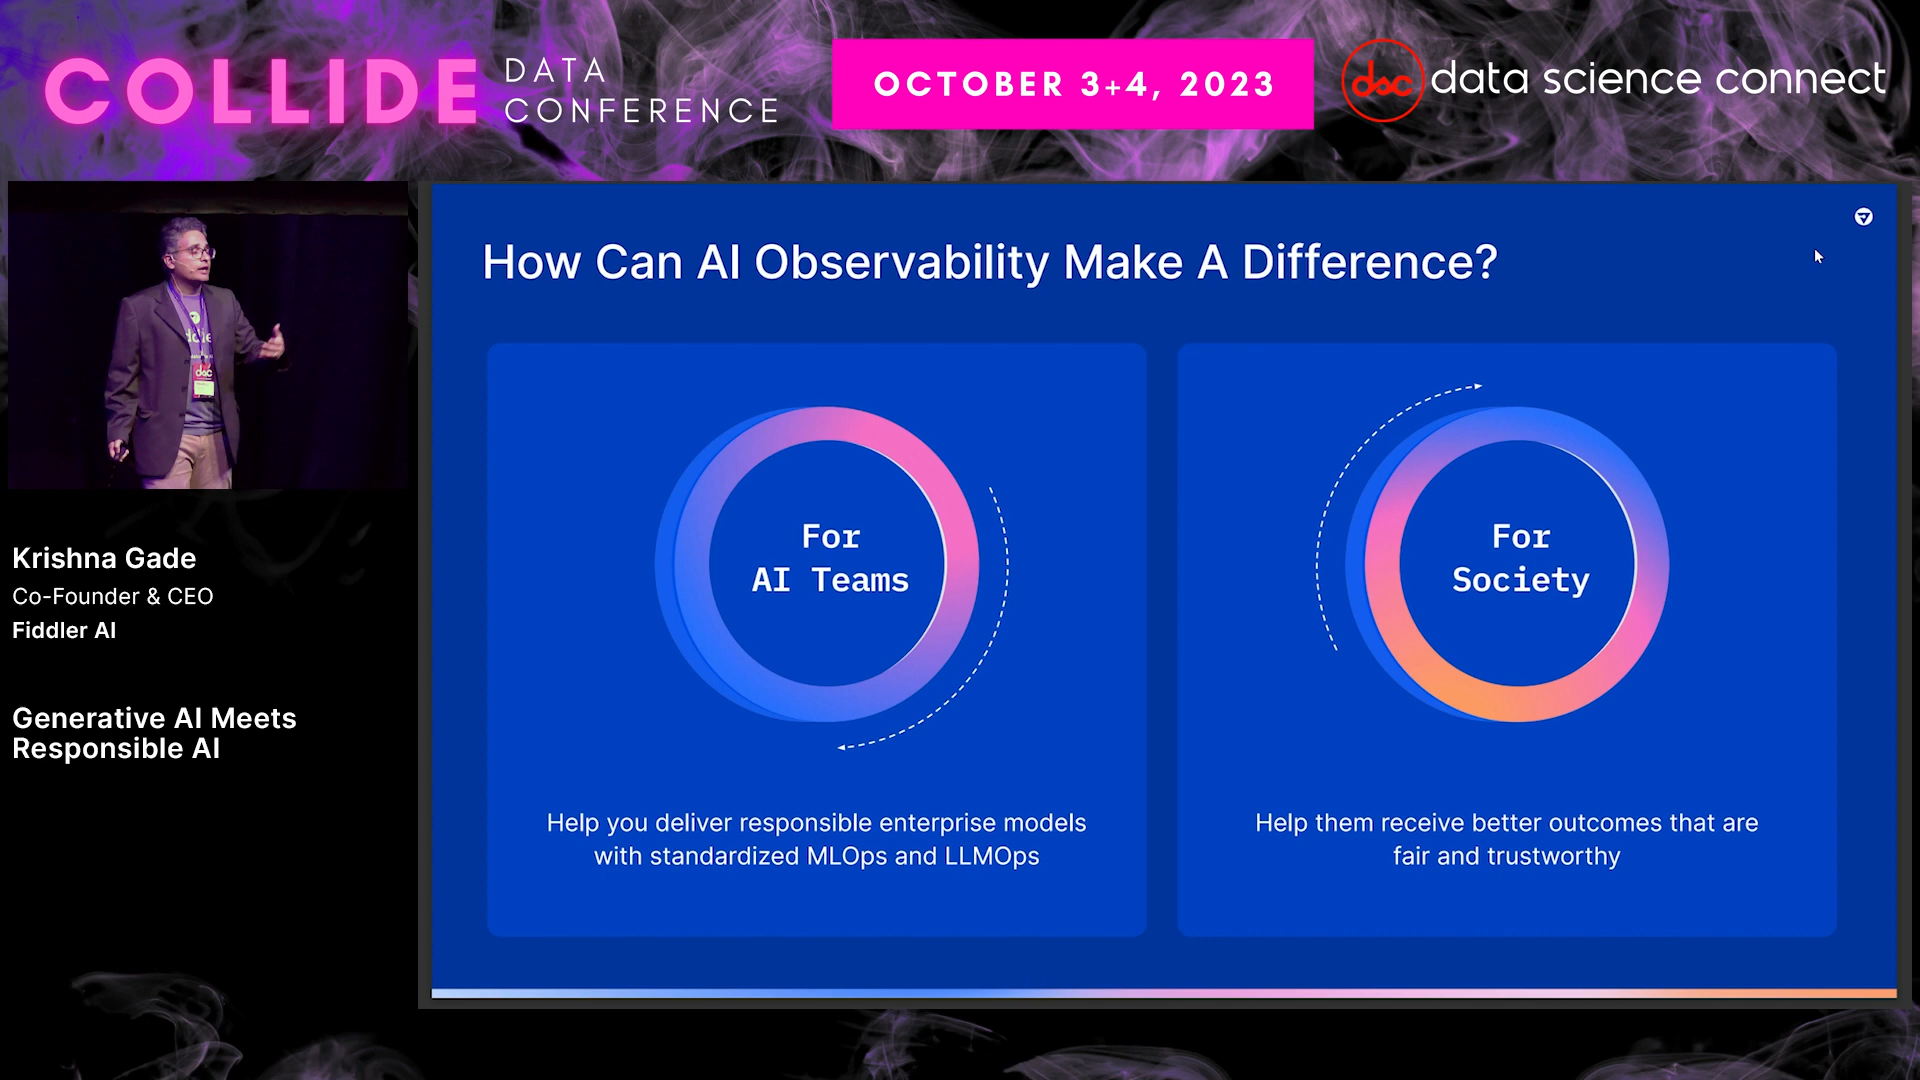 COLLIDE
DATA
CONFERENCE
OCTOBER 3+4, 2023
dsc
data science connect
How Can AI Observability Make A Difference?
For
AI Teams
Help you deliver responsible enterprise models
with standardized MLOps and LLMOps
For
Society
Help them receive better outcomes that are
fair and trustworthy
dsc
Krishna Gade
Co-Founder & CEO
Fiddler AI
Generative AI Meets
Responsible AI